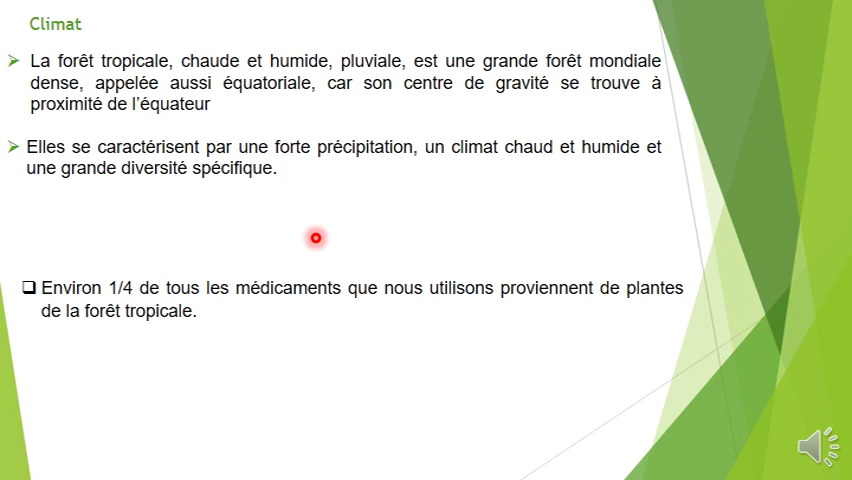 Climat
La forêt tropicale, chaude et humide, pluviale, est une grande forêt mondiale
dense, appelée aussi équatoriale, car son centre de gravité se trouve à
proximité de l’équateur
Elles se caractérisent par une forte précipitation, un climat chaud et humide et
une grande diversité spécifique.
Environ 1/4 de tous les médicaments que nous utilisons proviennent de plantes
de la forêt tropicale.